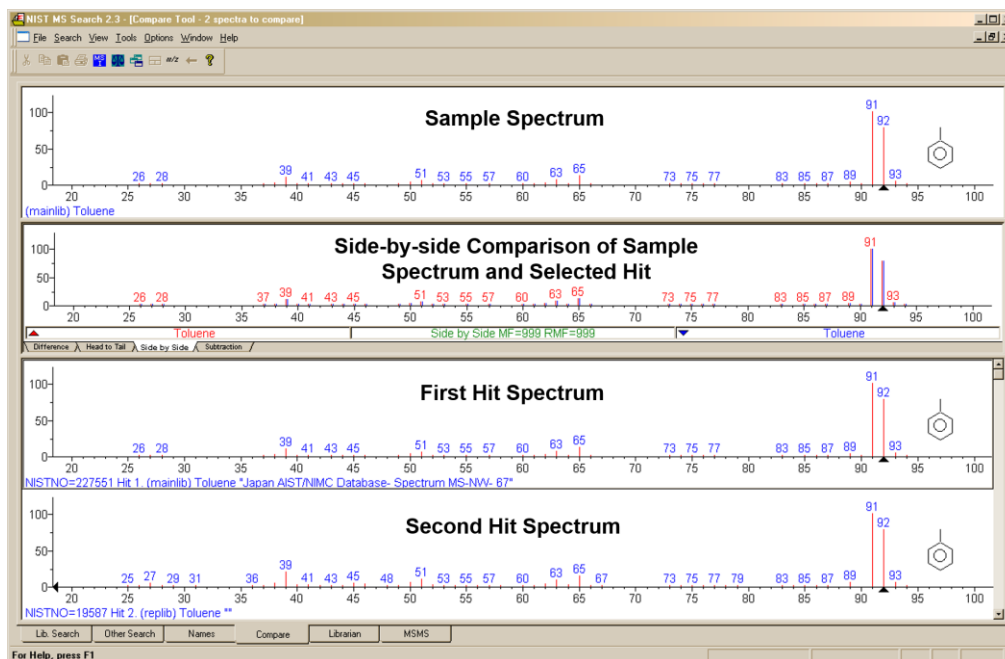 NIST MS Search 2.3 - [Compare Tool - 2 spectra to compare]
File Search View Tools Options Window Help
m/z ?
Sample Spectrum
100
50
0
91
92
26 28 39 41 43 45 51 53 55 57 60 63 65 73 75 77 83 85 87 89 93
20 25 30 35 40 45 50 55 60 65 70 75 80 85 90 95 100
(mainlib) Toluene
Side-by-side Comparison of Sample
Spectrum and Selected Hit
100
50
0
91
26 28 37 39 41 43 45 51 53 55 57 60 63 65 73 75 77 83 85 87 89 93
20 25 30 35 40 45 50 55 60 65 70 75 80 85 90 95 100
Toluene Side by Side MF=999 RMF=999 Toluene
Difference Head to Tail Side by Side Subtraction
First Hit Spectrum
100
50
0
91
92
26 28 39 41 43 45 51 53 55 57 60 63 65 73 75 77 83 85 87 89 93
20 25 30 35 40 45 50 55 60 65 70 75 80 85 90 95 100
NISTNO=227551 Hit 1. (mainlib) Toluene "Japan AIST/NIMC Database- Spectrum MS-NW- 67"
Second Hit Spectrum
100
50
0
91
92
25 27 29 31 36 39 41 43 45 48 51 53 55 57 60 63 65 67 73 75 77 79 83 85 87 89 93
20 25 30 35 40 45 50 55 60 65 70 75 80 85 90 95 100
NISTNO=19587 Hit 2. (replib) Toluene ""
Lib. Search Other Search Names Compare Librarian MSMS
For Help, press F1